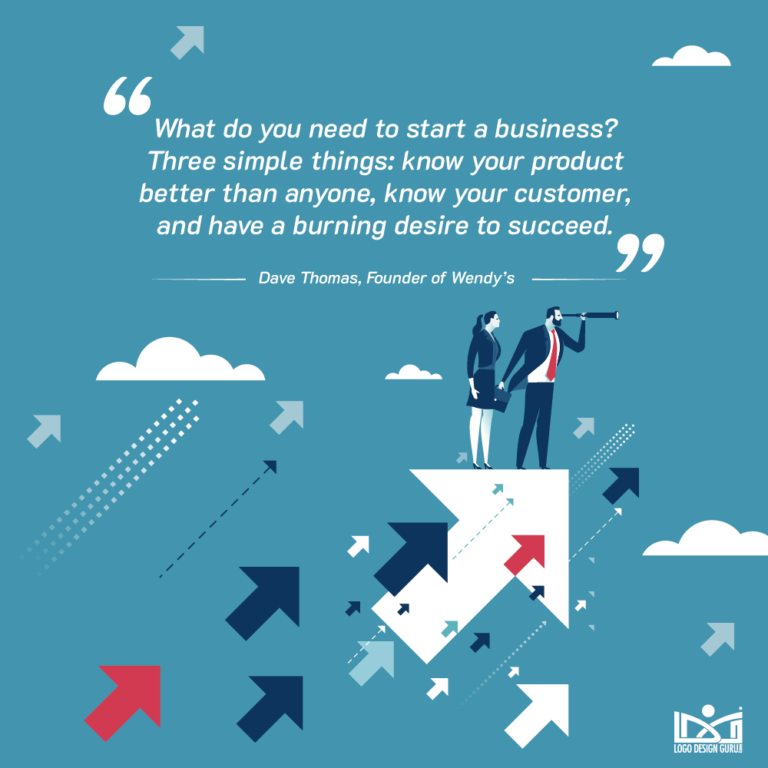 “
What do you need to start a business?
Three simple things: know your product
better than anyone, know your customer,
and have a burning desire to succeed.
”
Dave Thomas, Founder of Wendy’s
LOGO DESIGN GURU